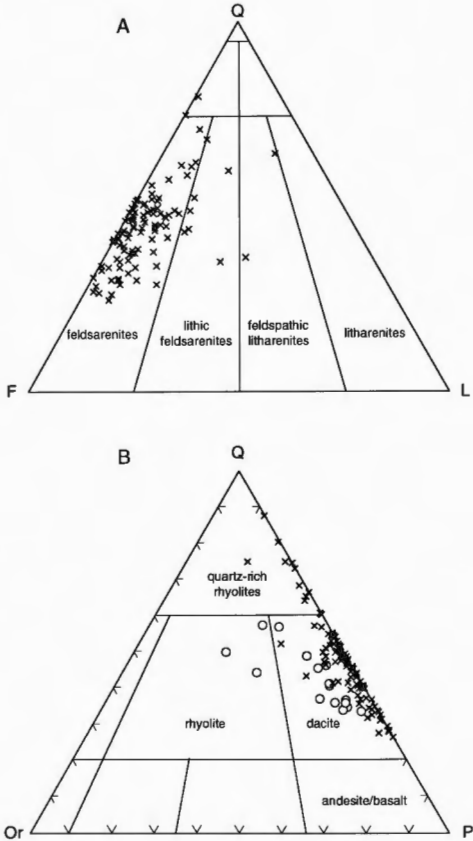 A
Q
feldsarenites
lithic
feldsarenites
feldspathic
litharenites
litharenites
F
L
B
Q
quartz-rich
rhyolites
rhyolite
dacite
andesite/basalt
Or
P